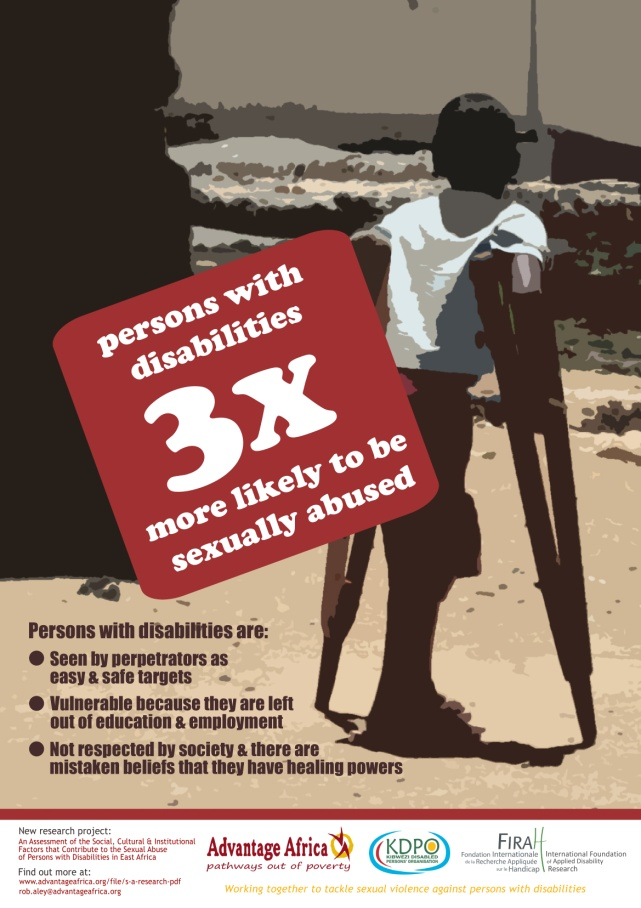 persons with
disabilities
3x
more likely to be
sexually abused
Persons with disabilities are:
● Seen by perpetrators as
easy & safe targets
● Vulnerable because they are left
out of education & employment
● Not respected by society & there are
mistaken beliefs that they have healing powers
New research project:
An Assessment of the Social, Cultural & Institutional
Factors that Contribute to the Sexual Abuse
of Persons with Disabilities in East Africa
Find out more at:
www.advantageafrica.org/file/s-a-research-pdf
rob.aley@advantageafrica.org
Advantage Africa
pathways out of poverty
KDPO
KIBWEZI DISABLED
PERSONS' ORGANISATION
FIRAH
Fondation Internationale
de la Recherche Appliquée
sur le Handicap
International Foundation
of Applied Disability
Research
Working together to tackle sexual violence against persons with disabilities